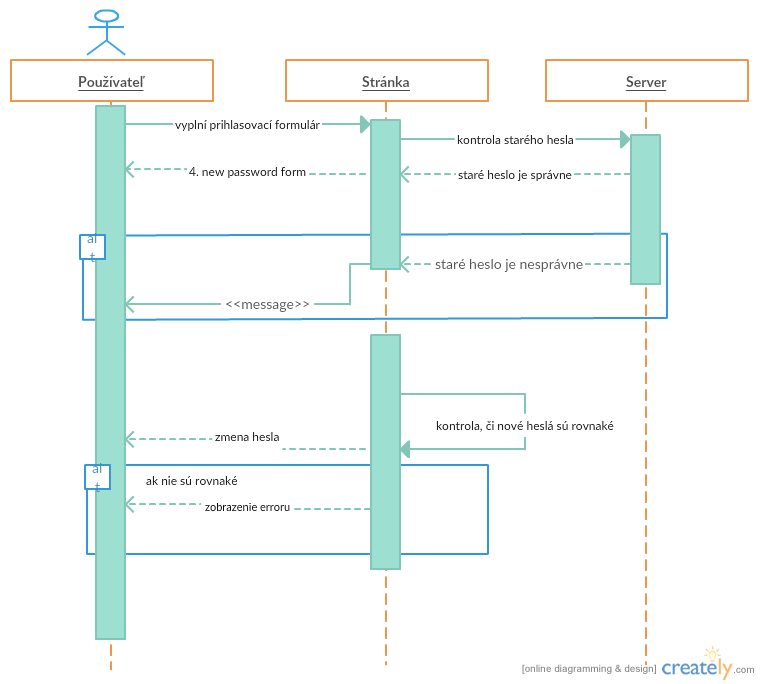 Používateľ
Stránka
Server
vyplní prihlasovací formulár
kontrola starého hesla
4. new password form
staré heslo je správne
al
t
staré heslo je nesprávne
<<message>>
kontrola, či nové heslá sú rovnaké
zmena hesla
al
t
ak nie sú rovnaké
zobrazenie erroru
[online diagramming & design] creately.com